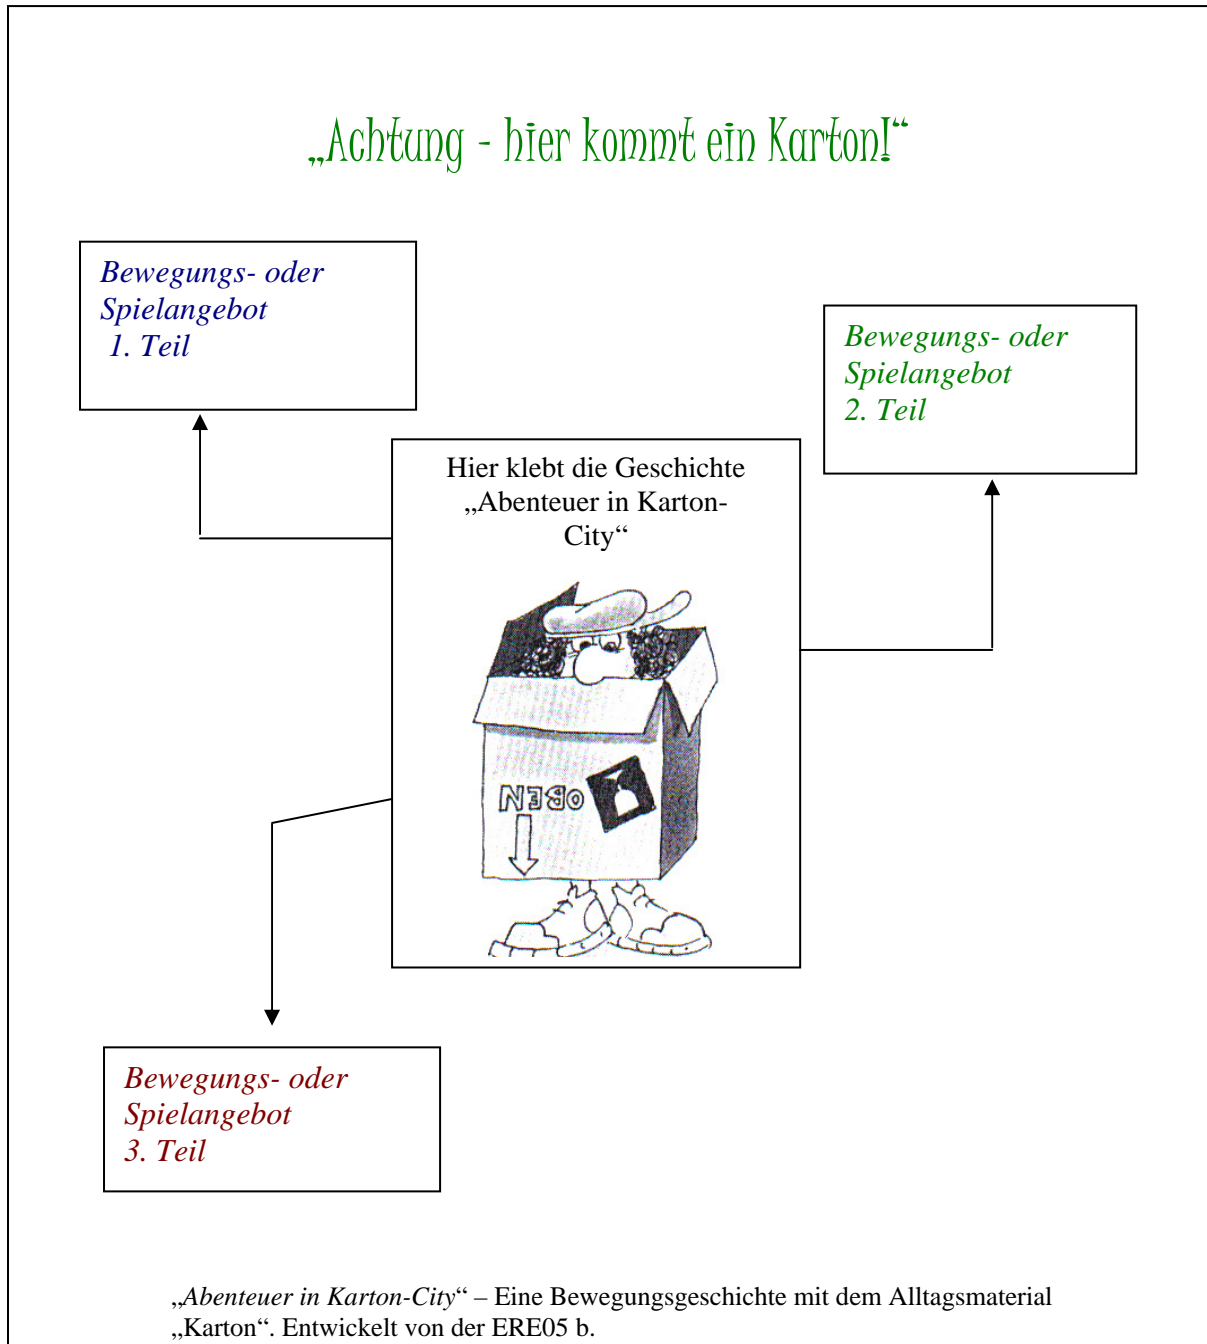 „Achtung - hier kommt ein Karton!“
Bewegungs- oder
Spielangebot
1. Teil
Bewegungs- oder
Spielangebot
2. Teil
Hier klebt die Geschichte
„Abenteuer in Karton-
City“
OBEN
Bewegungs- oder
Spielangebot
3. Teil
„Abenteuer in Karton-City“ – Eine Bewegungsgeschichte mit dem Alltagsmaterial
„Karton“. Entwickelt von der ERE05 b.